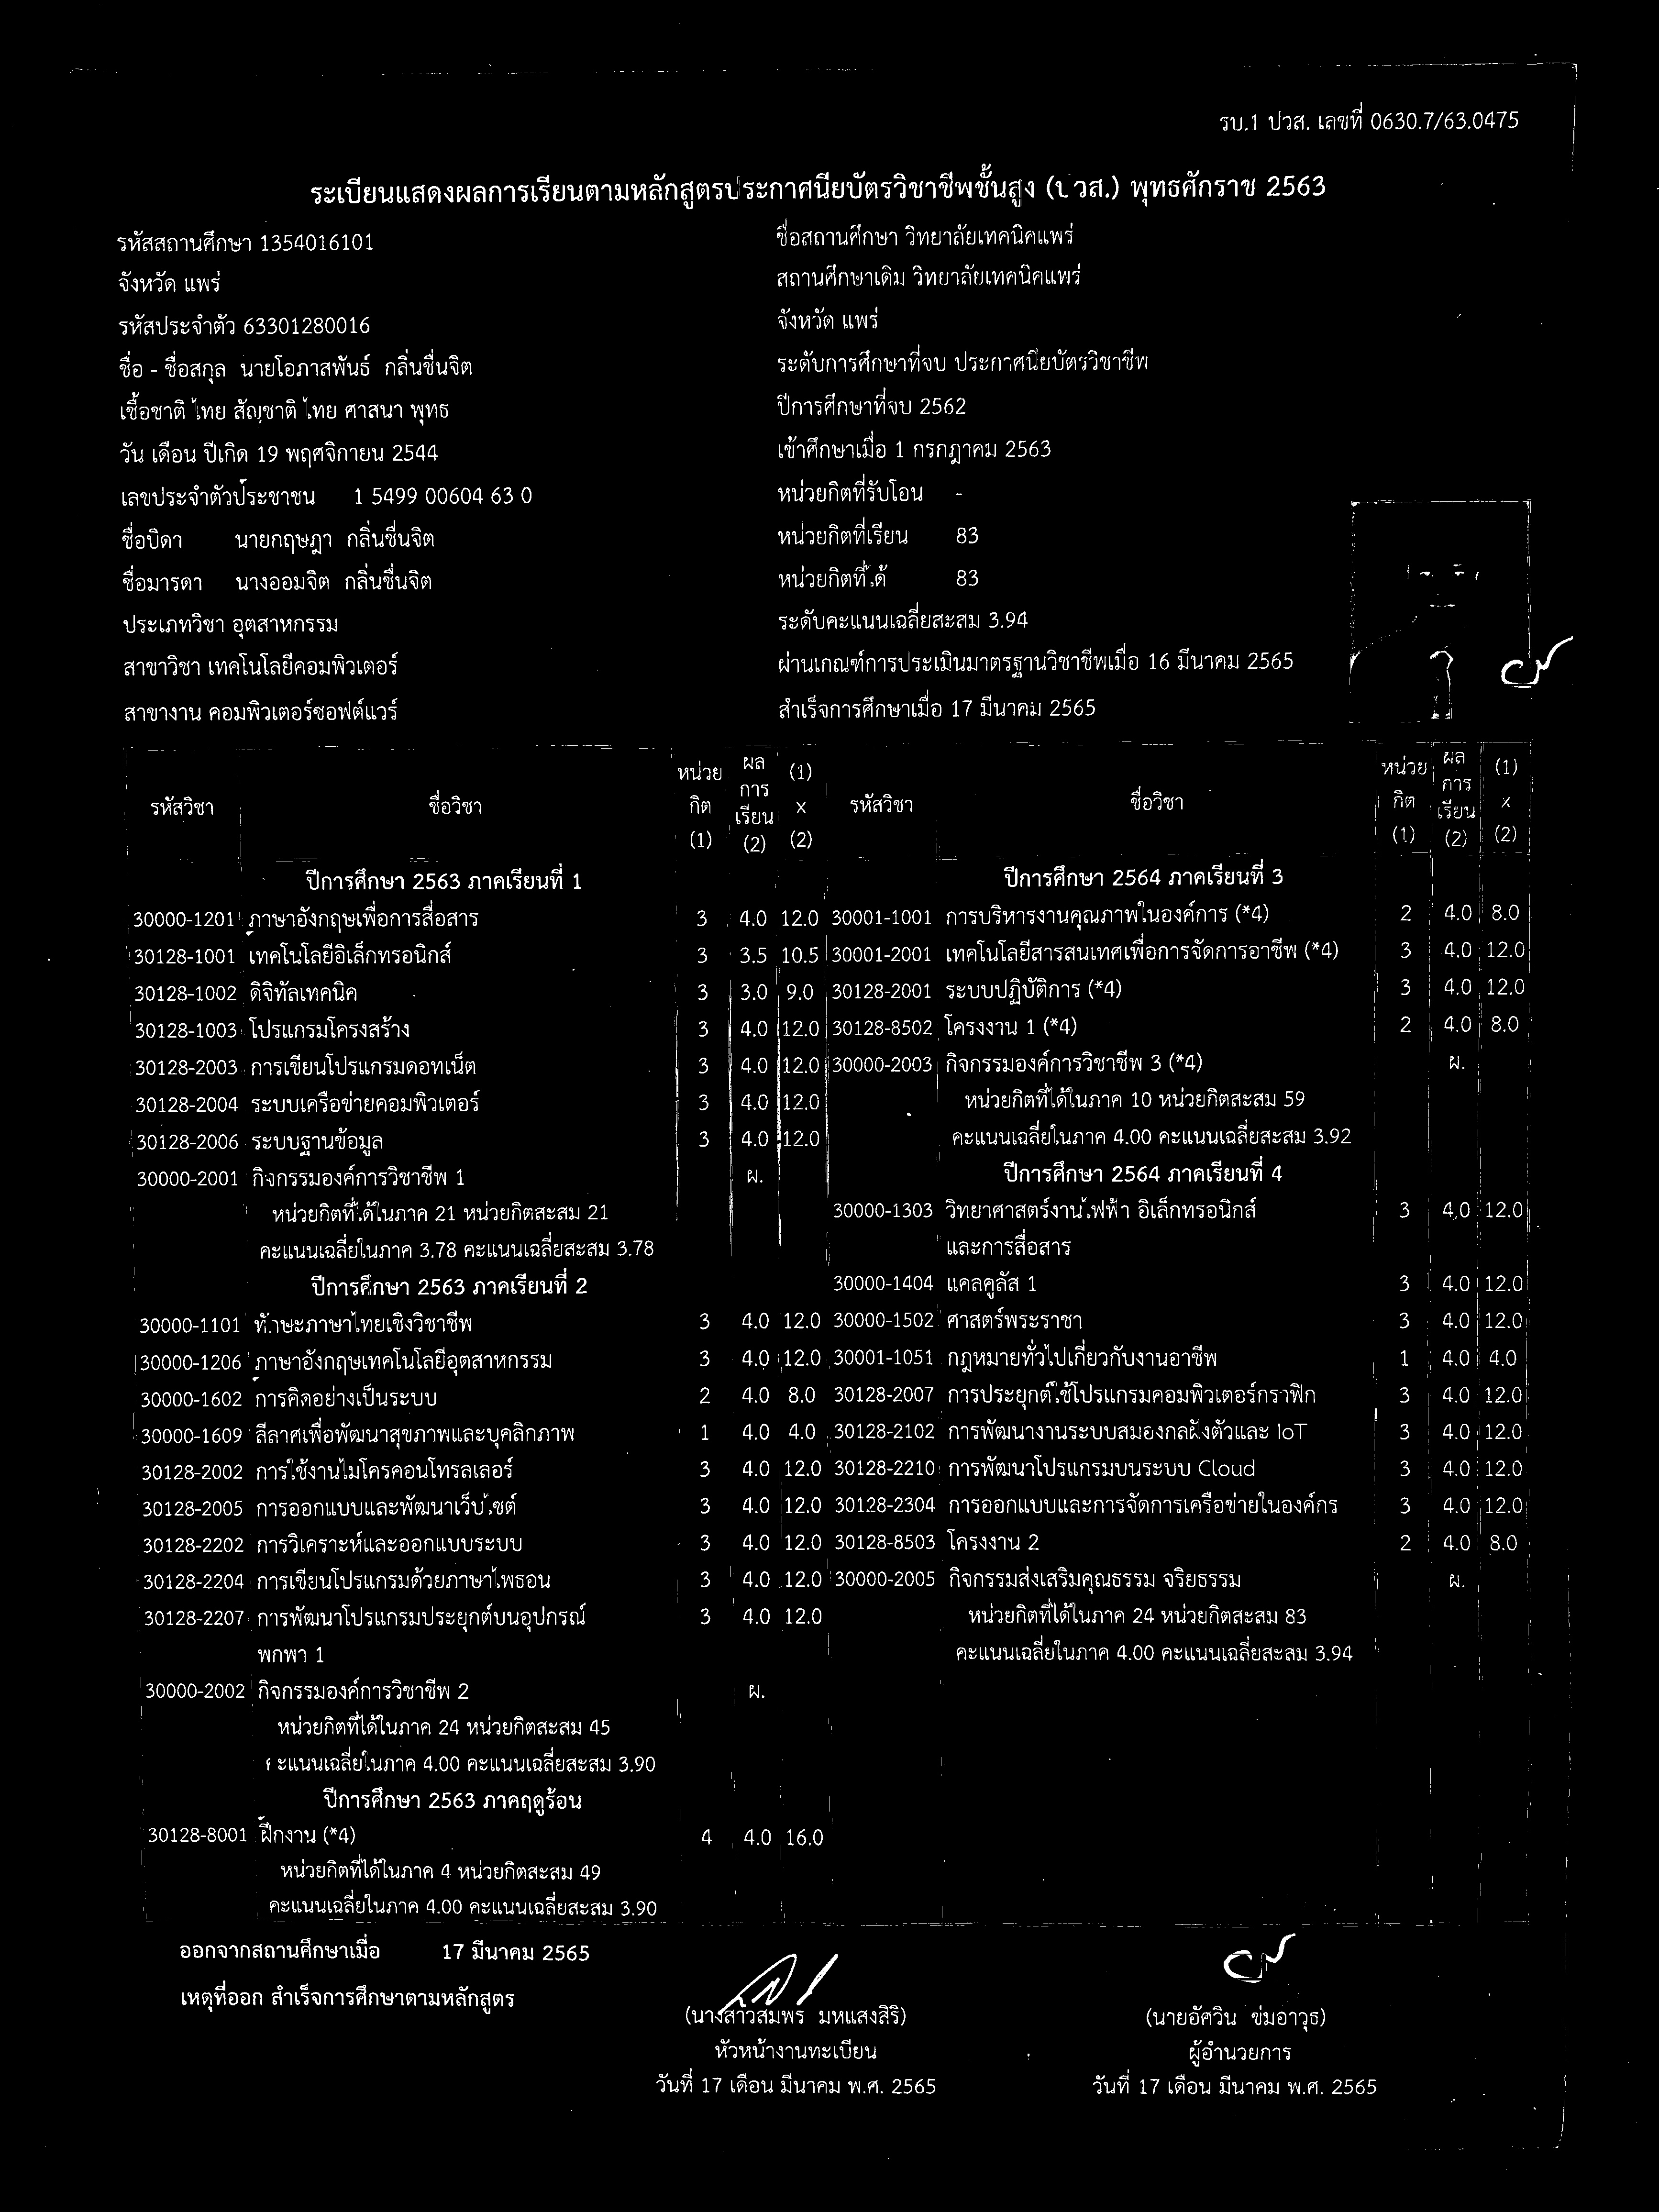 รบ.1 ปวส. เลขที่ 0630.7/63.0475
ระเบียนแสดงผลการเรียนตามหลักสูตรประกาศนียบัตรวิชาชีพชั้นสูง (ปวส.) พุทธศักราช 2563
รหัสสถานศึกษา 1354016101
จังหวัด แพร่
รหัสประจำตัว 63301280016
ชื่อ - ชื่อสกุล นายโอภาสพันธ์ กลิ่นชื่นจิต
เชื้อชาติ ไทย สัญชาติ ไทย ศาสนา พุทธ
วัน เดือน ปีเกิด 19 พฤศจิกายน 2544
เลขประจำตัวประชาชน 1 5499 00604 63 0
ชื่อบิดา นายกฤษฎา กลิ่นชื่นจิต
ชื่อมารดา นางออมจิต กลิ่นชื่นจิต
ประเภทวิชา อุตสาหกรรม
สาขาวิชา เทคโนโลยีคอมพิวเตอร์
สาขางาน คอมพิวเตอร์ซอฟต์แวร์
ชื่อสถานศึกษา วิทยาลัยเทคนิคแพร่
สถานศึกษาเดิม วิทยาลัยเทคนิคแพร่
จังหวัด แพร่
ระดับการศึกษาที่จบ ประกาศนียบัตรวิชาชีพ
ปีการศึกษาที่จบ 2562
เข้าศึกษาเมื่อ 1 กรกฎาคม 2563
หน่วยกิตที่รับโอน -
หน่วยกิตที่เรียน 83
หน่วยกิตที่ได้ 83
ระดับคะแนนเฉลี่ยสะสม 3.94
ผ่านเกณฑ์การประเมินมาตรฐานวิชาชีพเมื่อ 16 มีนาคม 2565
สำเร็จการศึกษาเมื่อ 17 มีนาคม 2565
รหัสวิชา ชื่อวิชา หน่วยกิต (1) ผลการเรียน (2) (1) x (2)
ปีการศึกษา 2563 ภาคเรียนที่ 1
30000-1201 ภาษาอังกฤษเพื่อการสื่อสาร 3 4.0 12.0
30128-1001 เทคโนโลยีอิเล็กทรอนิกส์ 3 3.5 10.5
30128-1002 ดิจิทัลเทคนิค 3 3.0 9.0
30128-1003 โปรแกรมโครงสร้าง 3 4.0 12.0
30128-2003 การเขียนโปรแกรมดอทเน็ต 3 4.0 12.0
30128-2004 ระบบเครือข่ายคอมพิวเตอร์ 3 4.0 12.0
30128-2006 ระบบฐานข้อมูล 3 4.0 12.0
30000-2001 กิจกรรมองค์การวิชาชีพ 1 ผ.
หน่วยกิตที่ได้ในภาค 21 หน่วยกิตสะสม 21
คะแนนเฉลี่ยในภาค 3.78 คะแนนเฉลี่ยสะสม 3.78
ปีการศึกษา 2563 ภาคเรียนที่ 2
30000-1101 ทักษะภาษาไทยเชิงวิชาชีพ 3 4.0 12.0
30000-1206 ภาษาอังกฤษเทคโนโลยีอุตสาหกรรม 3 4.0 12.0
30000-1602 การคิดอย่างเป็นระบบ 2 4.0 8.0
30000-1609 ลีลาศเพื่อพัฒนาสุขภาพและบุคลิกภาพ 1 4.0 4.0
30128-2002 การใช้งานไมโครคอนโทรลเลอร์ 3 4.0 12.0
30128-2005 การออกแบบและพัฒนาเว็บไซต์ 3 4.0 12.0
30128-2202 การวิเคราะห์และออกแบบระบบ 3 4.0 12.0
30128-2204 การเขียนโปรแกรมด้วยภาษาไพธอน 3 4.0 12.0
30128-2207 การพัฒนาโปรแกรมประยุกต์บนอุปกรณ์ 3 4.0 12.0
พกพา 1
30000-2002 กิจกรรมองค์การวิชาชีพ 2 ผ.
หน่วยกิตที่ได้ในภาค 24 หน่วยกิตสะสม 45
คะแนนเฉลี่ยในภาค 4.00 คะแนนเฉลี่ยสะสม 3.90
ปีการศึกษา 2563 ภาคฤดูร้อน
30128-8001 ฝึกงาน (*4) 4 4.0 16.0
หน่วยกิตที่ได้ในภาค 4 หน่วยกิตสะสม 49
คะแนนเฉลี่ยในภาค 4.00 คะแนนเฉลี่ยสะสม 3.90
รหัสวิชา ชื่อวิชา หน่วยกิต (1) ผลการเรียน (2) (1) x (2)
ปีการศึกษา 2564 ภาคเรียนที่ 3
30001-1001 การบริหารงานคุณภาพในองค์การ (*4) 2 4.0 8.0
30001-2001 เทคโนโลยีสารสนเทศเพื่อการจัดการอาชีพ (*4) 3 4.0 12.0
30128-2001 ระบบปฏิบัติการ (*4) 3 4.0 12.0
30128-8502 โครงงาน 1 (*4) 2 4.0 8.0
30000-2003 กิจกรรมองค์การวิชาชีพ 3 (*4) ผ.
หน่วยกิตที่ได้ในภาค 10 หน่วยกิตสะสม 59
คะแนนเฉลี่ยในภาค 4.00 คะแนนเฉลี่ยสะสม 3.92
ปีการศึกษา 2564 ภาคเรียนที่ 4
30000-1303 วิทยาศาสตร์งานไฟฟ้า อิเล็กทรอนิกส์ 3 4.0 12.0
และการสื่อสาร
30000-1404 แคลคูลัส 1 3 4.0 12.0
30000-1502 ศาสตร์พระราชา 3 4.0 12.0
30001-1051 กฎหมายทั่วไปเกี่ยวกับงานอาชีพ 1 4.0 4.0
30128-2007 การประยุกต์ใช้โปรแกรมคอมพิวเตอร์กราฟิก 3 4.0 12.0
30128-2102 การพัฒนางานระบบสมองกลฝังตัวและ IoT 3 4.0 12.0
30128-2210 การพัฒนาโปรแกรมบนระบบ Cloud 3 4.0 12.0
30128-2304 การออกแบบและการจัดการเครือข่ายในองค์กร 3 4.0 12.0
30128-8503 โครงงาน 2 2 4.0 8.0
30000-2005 กิจกรรมส่งเสริมคุณธรรม จริยธรรม ผ.
หน่วยกิตที่ได้ในภาค 24 หน่วยกิตสะสม 83
คะแนนเฉลี่ยในภาค 4.00 คะแนนเฉลี่ยสะสม 3.94
ออกจากสถานศึกษาเมื่อ 17 มีนาคม 2565
เหตุที่ออก สำเร็จการศึกษาตามหลักสูตร
(นางสาวสมพร มหแสงสิริ)
หัวหน้างานทะเบียน
วันที่ 17 เดือน มีนาคม พ.ศ. 2565
(นายอัศวิน ข่มอาวุธ)
ผู้อำนวยการ
วันที่ 17 เดือน มีนาคม พ.ศ. 2565